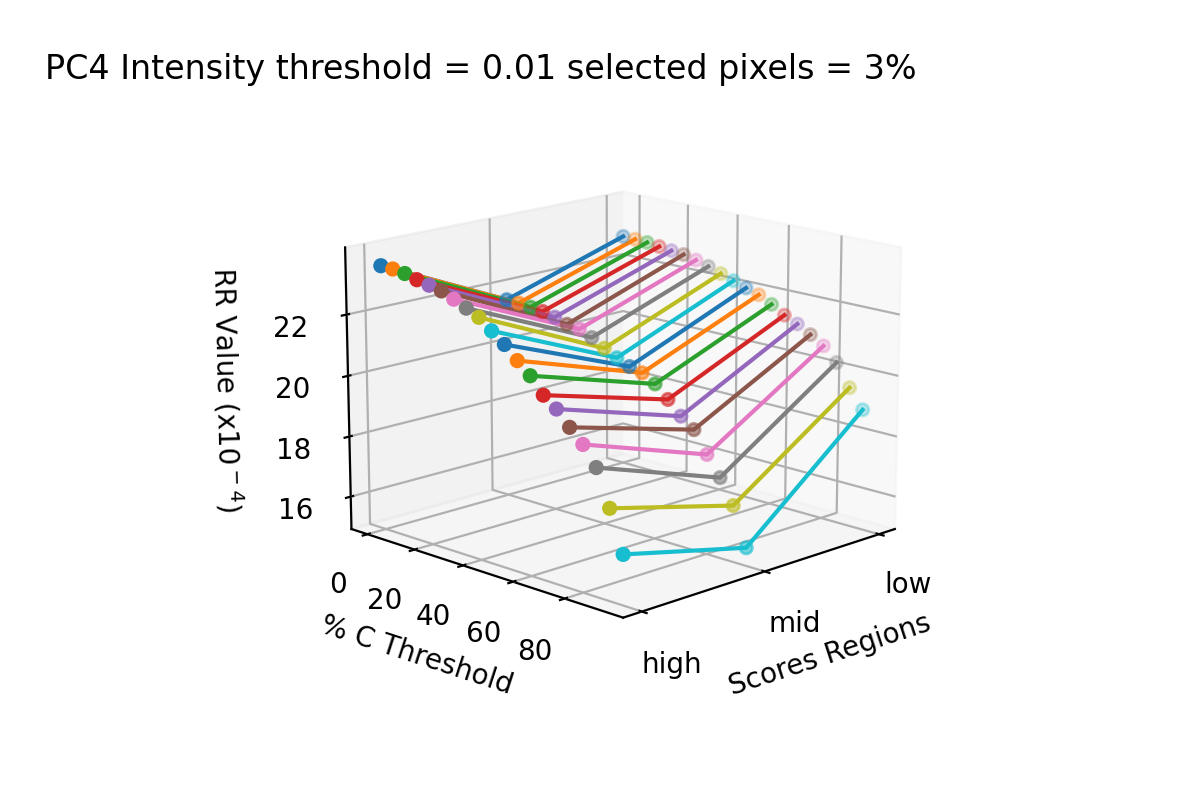 PC4 Intensity threshold = 0.01 selected pixels = 3%
RR Value (x10⁻⁴)
22
20
18
16
0
20
40
60
80
% C Threshold
high
mid
low
Scores Regions